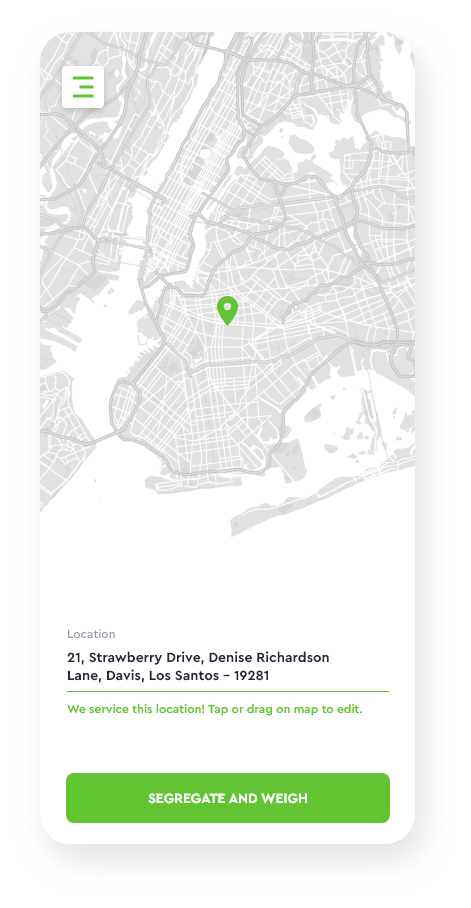 Location
21, Strawberry Drive, Denise Richardson
Lane, Davis, Los Santos - 19281
We service this location! Tap or drag on map to edit.
SEGREGATE AND WEIGH